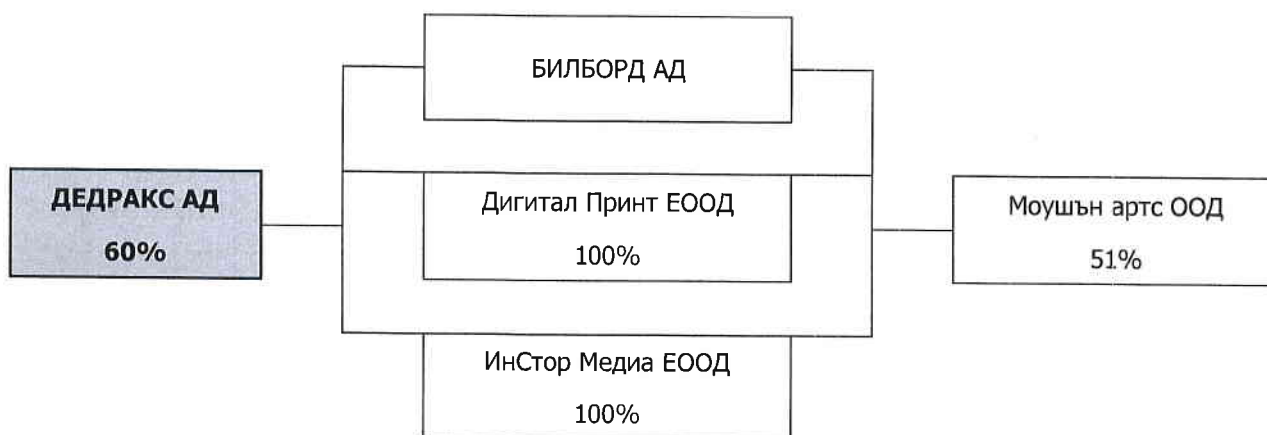 БИЛБОРД АД
ДЕДРАКС АД
60%
Дигитал Принт ЕООД
100%
Моушън артс ООД
51%
ИнСтор Медиа ЕООД
100%